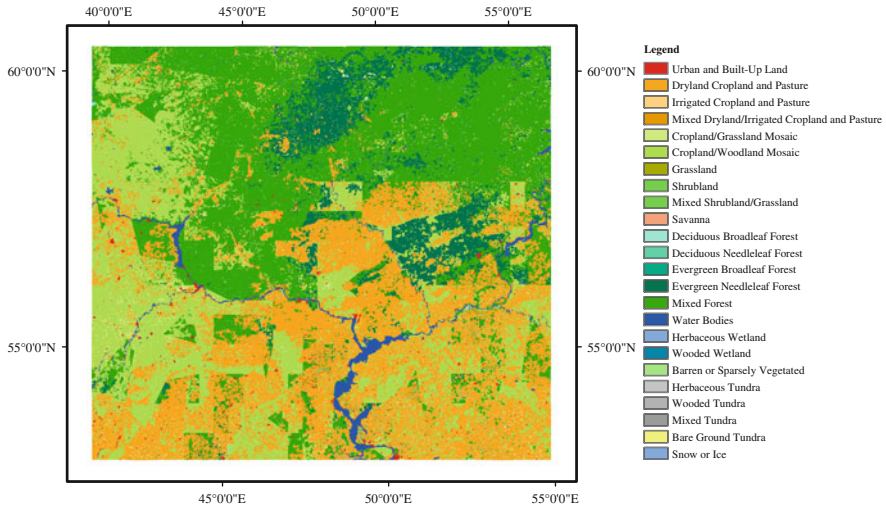 40°0'0"E 45°0'0"E 50°0'0"E 55°0'0"E
60°0'0"N 60°0'0"N
Legend
Urban and Built-Up Land
Dryland Cropland and Pasture
Irrigated Cropland and Pasture
Mixed Dryland/Irrigated Cropland and Pasture
Cropland/Grassland Mosaic
Cropland/Woodland Mosaic
Grassland
Shrubland
Mixed Shrubland/Grassland
Savanna
Deciduous Broadleaf Forest
Deciduous Needleleaf Forest
Evergreen Broadleaf Forest
Evergreen Needleleaf Forest
Mixed Forest
Water Bodies
Herbaceous Wetland
55°0'0"N 55°0'0"N
Wooded Wetland
Barren or Sparsely Vegetated
Herbaceous Tundra
Wooded Tundra
Mixed Tundra
Bare Ground Tundra
Snow or Ice
45°0'0"E 50°0'0"E 55°0'0"E